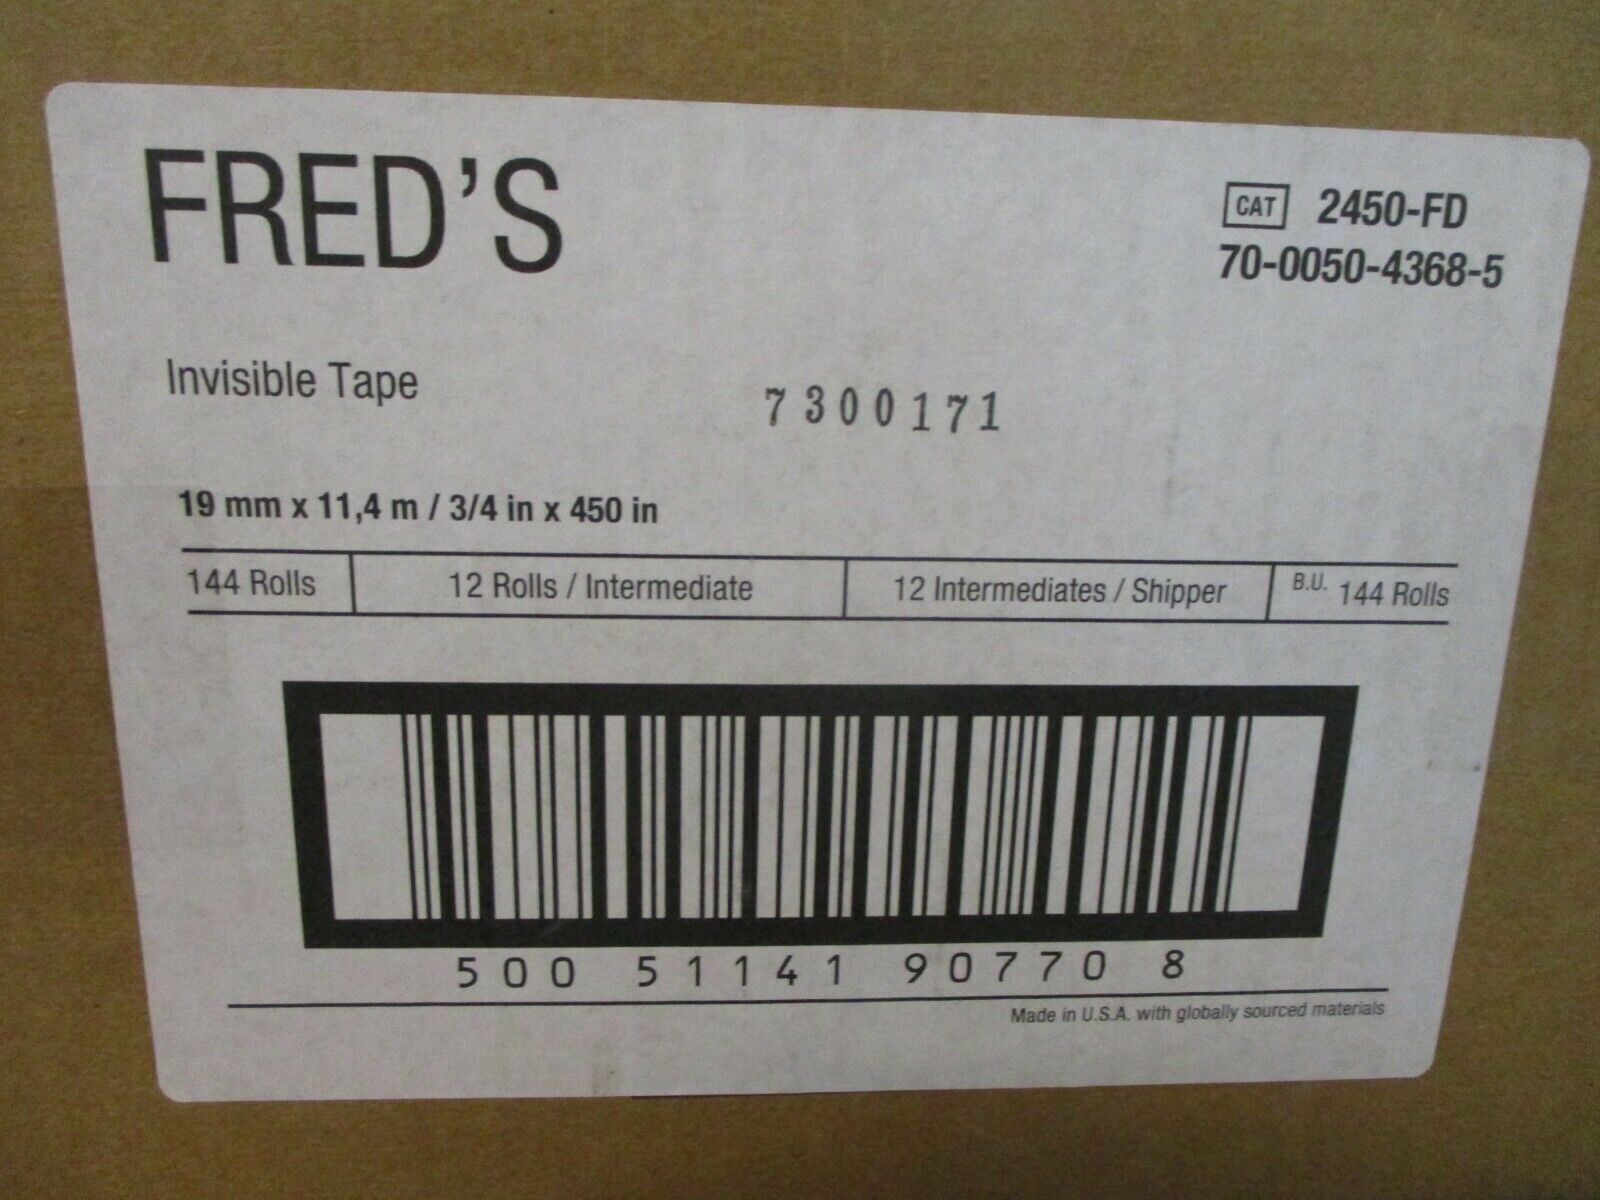 FRED'S
CAT 2450-FD
70-0050-4368-5
Invisible Tape
7300171
19 mm x 11,4 m / 3/4 in x 450 in
144 Rolls 12 Rolls / Intermediate 12 Intermediates / Shipper B.U. 144 Rolls
500 51141 90770 8
Made in U.S.A. with globally sourced materials